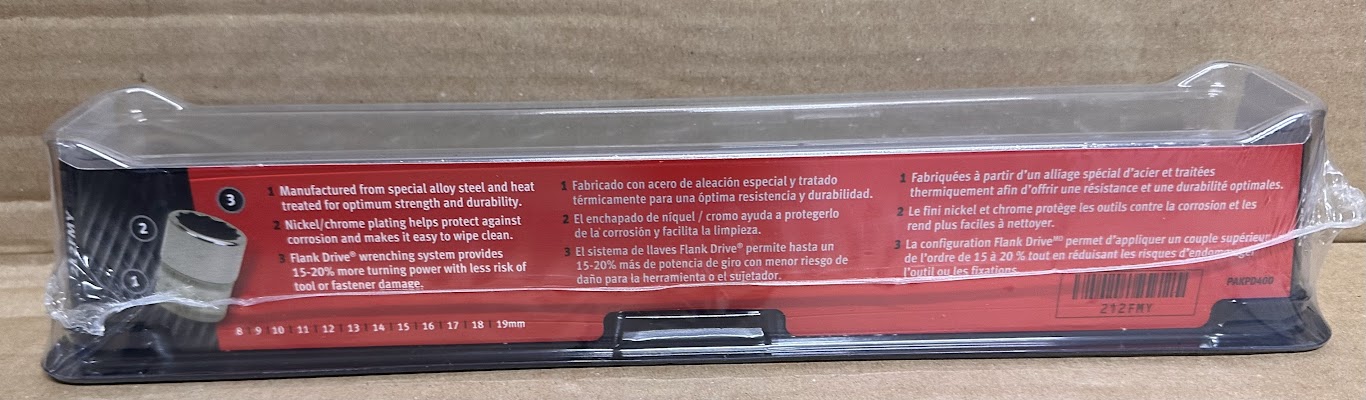 212FMY
3
2
1
1 Manufactured from special alloy steel and heat
treated for optimum strength and durability.
2 Nickel/chrome plating helps protect against
corrosion and makes it easy to wipe clean.
3 Flank Drive® wrenching system provides
15-20% more turning power with less risk of
tool or fastener damage.
8 | 9 | 10 | 11 | 12 | 13 | 14 | 15 | 16 | 17 | 18 | 19mm
1 Fabricado con acero de aleación especial y tratado
térmicamente para una óptima resistencia y durabilidad.
2 El enchapado de níquel / cromo ayuda a protegerlo
de la corrosión y facilita la limpieza.
3 El sistema de llaves Flank Drive® permite hasta un
15-20% más de potencia de giro con menor riesgo de
daño para la herramienta o el sujetador.
1 Fabriquées à partir d'un alliage spécial d'acier et traitées
thermiquement afin d'offrir une résistance et une durabilité optimales.
2 Le fini nickel et chrome protège les outils contre la corrosion et les
rend plus faciles à nettoyer.
3 La configuration Flank Drive<sup>MD</sup> permet d'appliquer un couple supérieur
de l'ordre de 15 à 20 % tout en réduisant les risques d'endommager
l'outil ou les fixations.
212FMY
PAKPD400